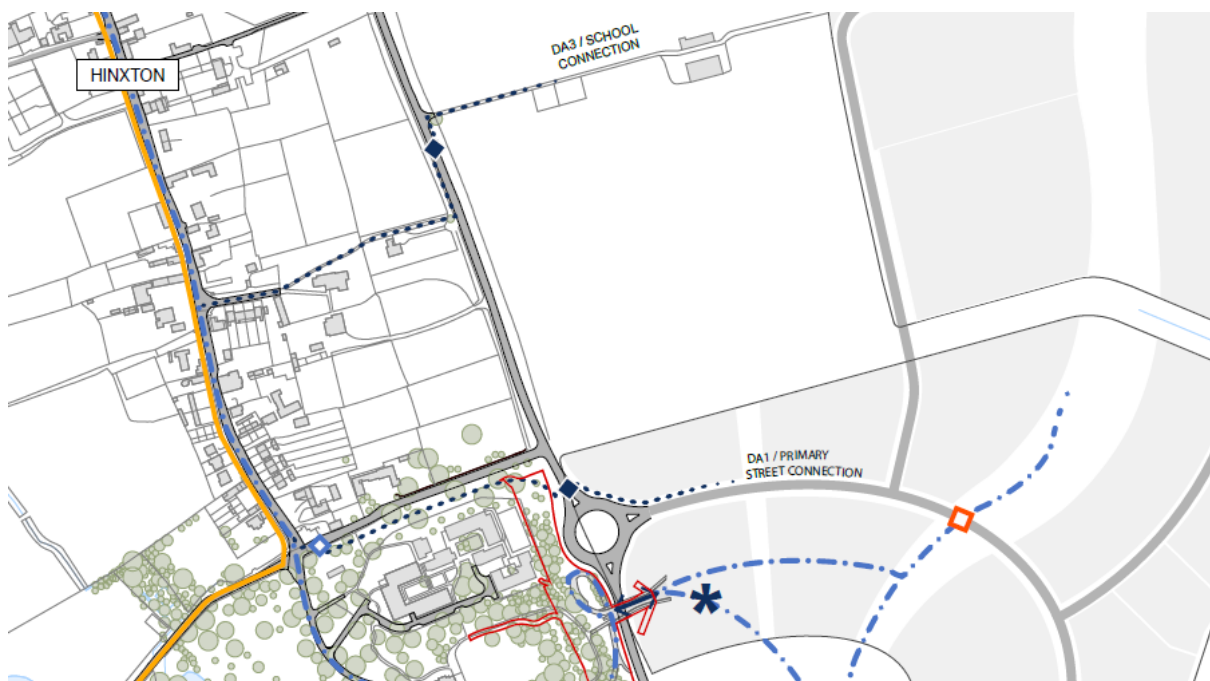 DA3 / SCHOOL
CONNECTION
HINXTON
DA1 / PRIMARY
STREET CONNECTION